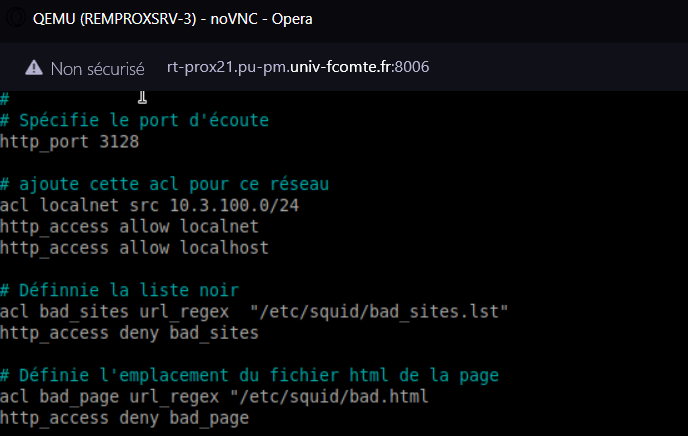 QEMU (REMPROXSRV-3) - noVNC - Opera
Non sécurisé rt-prox21.pu-pm.univ-fcomte.fr:8006
#
# Spécifie le port d'écoute
http_port 3128
# ajoute cette acl pour ce réseau
acl localnet src 10.3.100.0/24
http_access allow localnet
http_access allow localhost
# Définnie la liste noir
acl bad_sites url_regex  "/etc/squid/bad_sites.lst"
http_access deny bad_sites
# Définie l'emplacement du fichier html de la page
acl bad_page url_regex "/etc/squid/bad.html
http_access deny bad_page